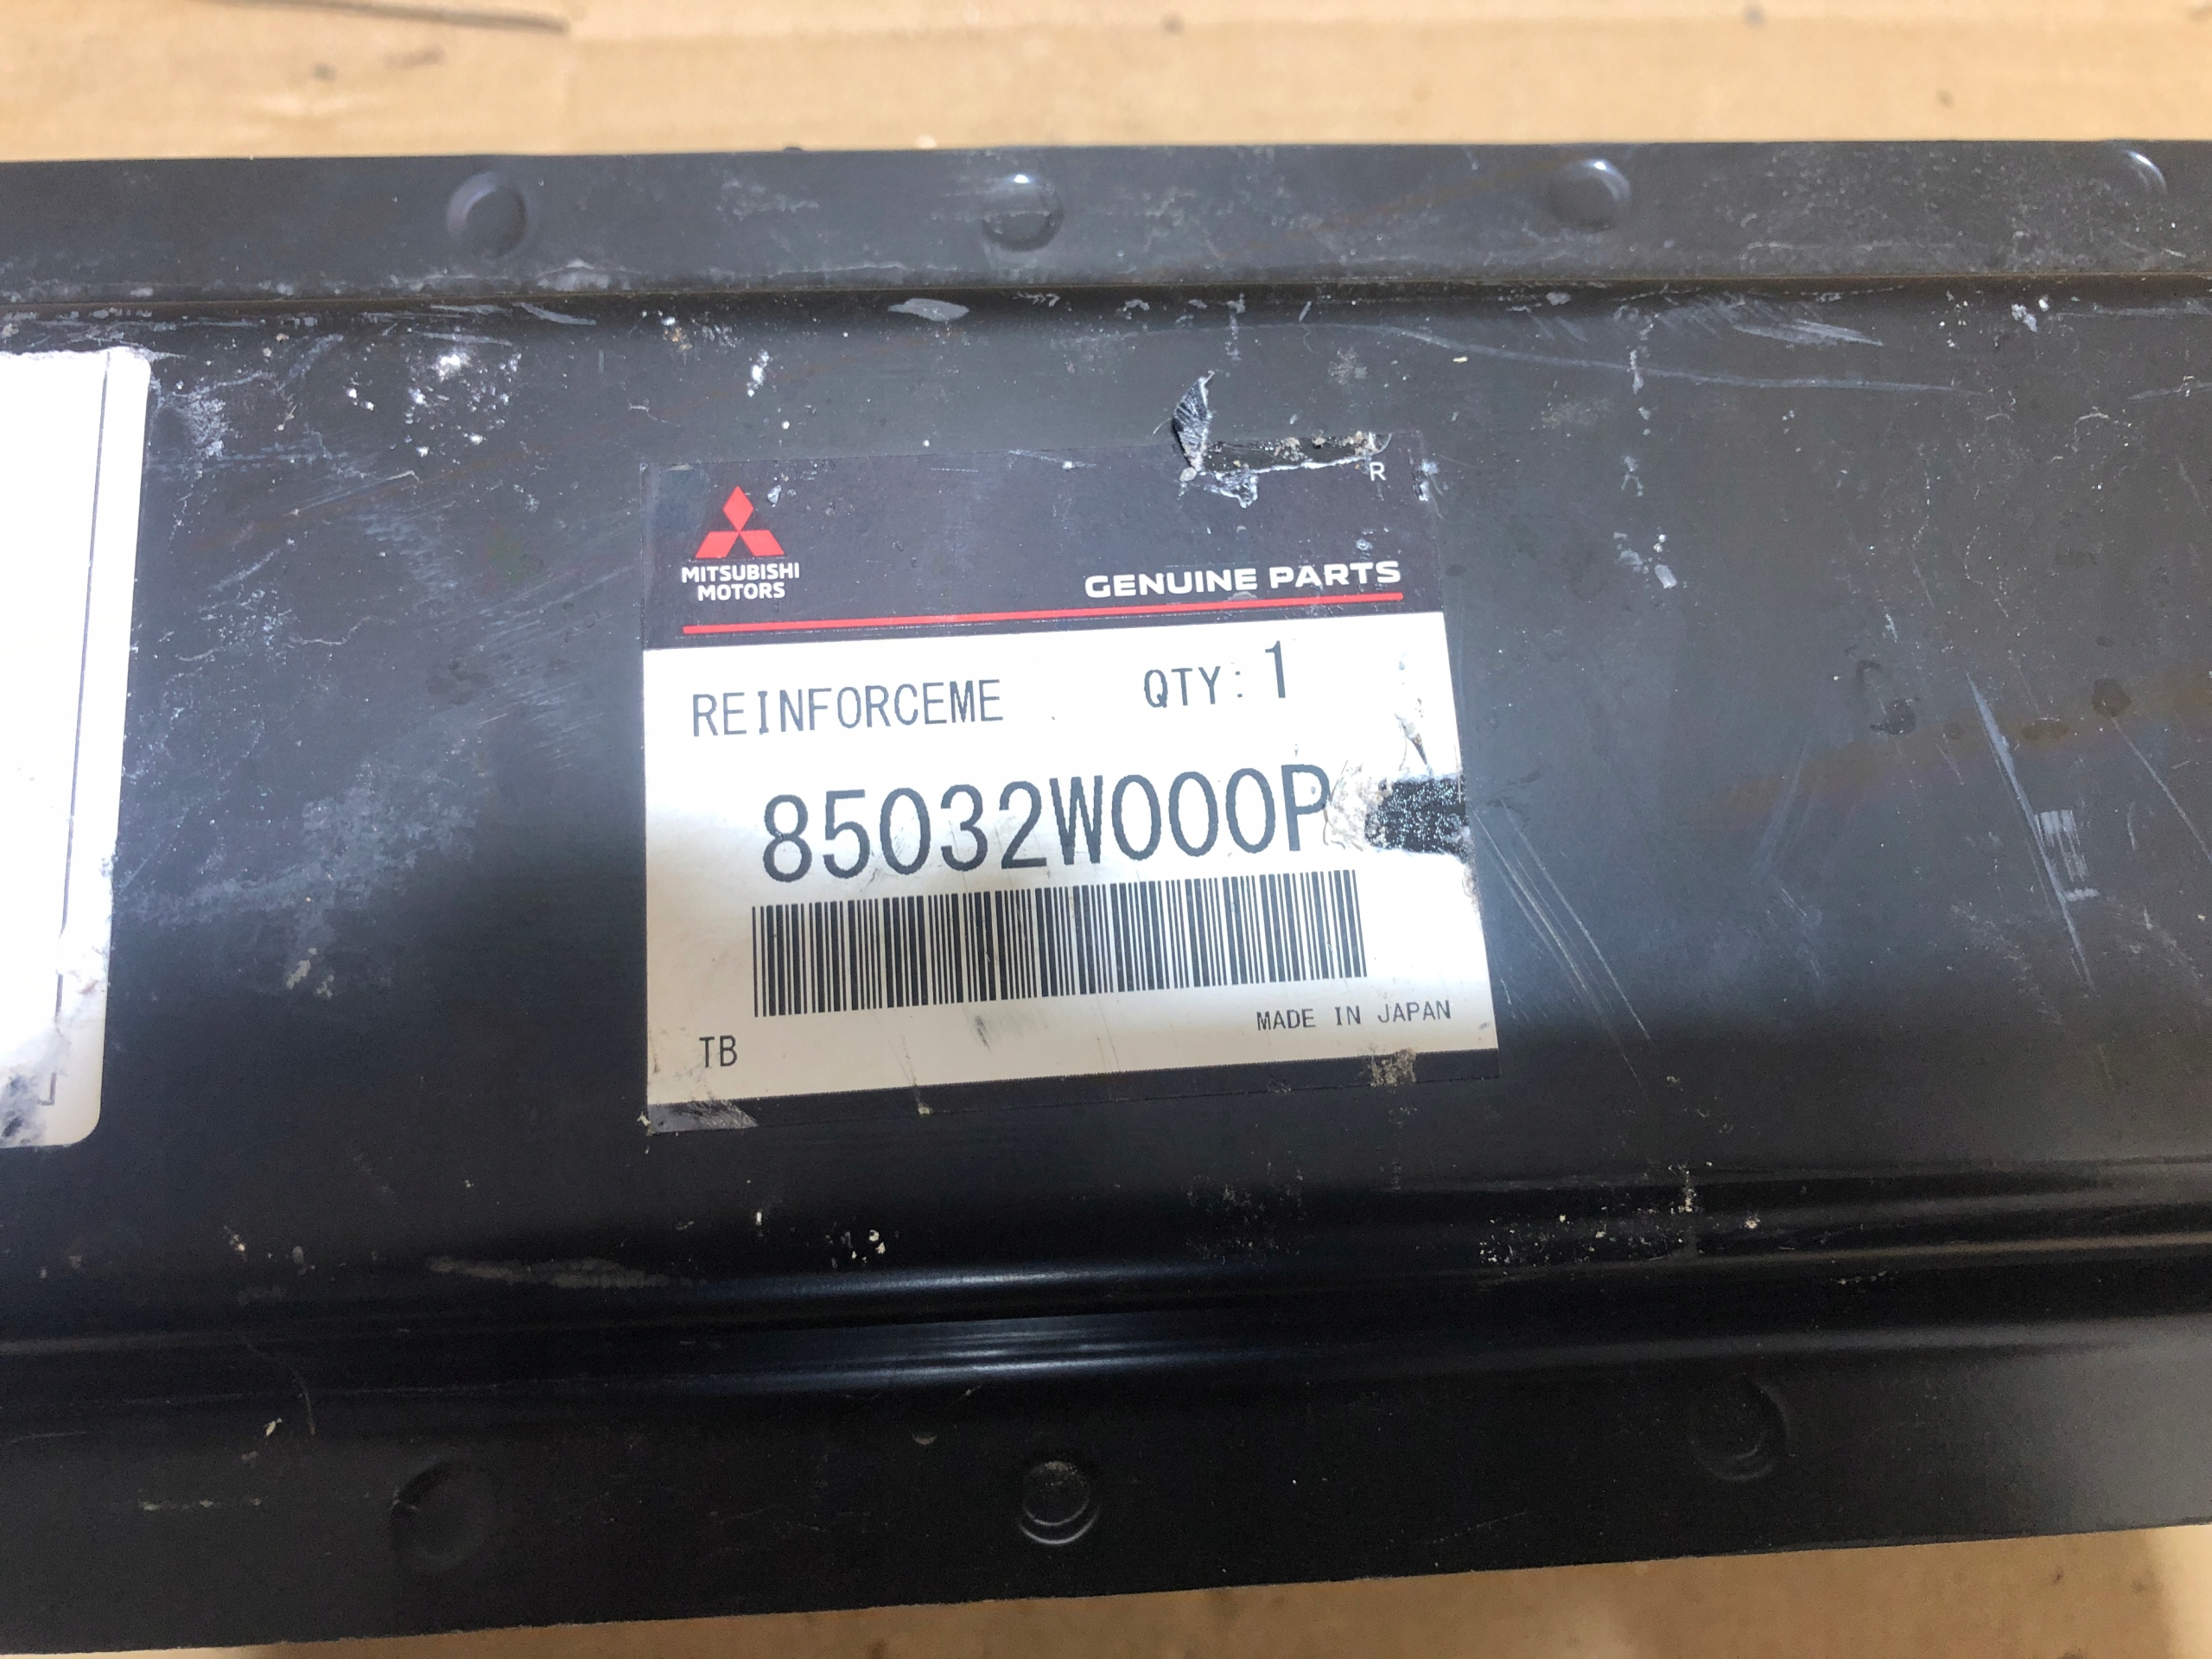 R
MITSUBISHI
MOTORS
GENUINE PARTS
REINFORCEME QTY: 1
85032W000P
MADE IN JAPAN
TB